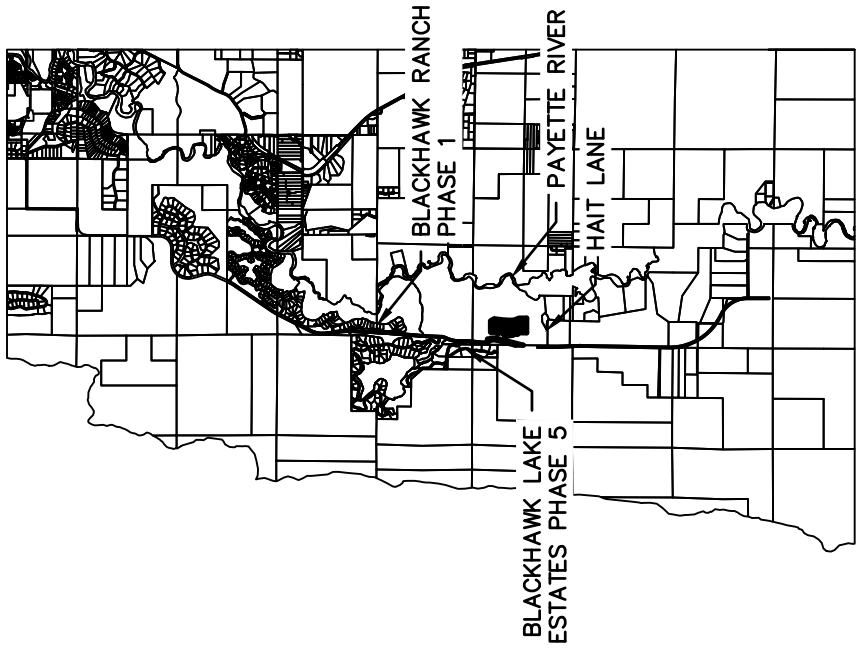 BLACKHAWK RANCH
PHASE 1
PAYETTE RIVER
HAIT LANE
BLACKHAWK LAKE
ESTATES PHASE 5